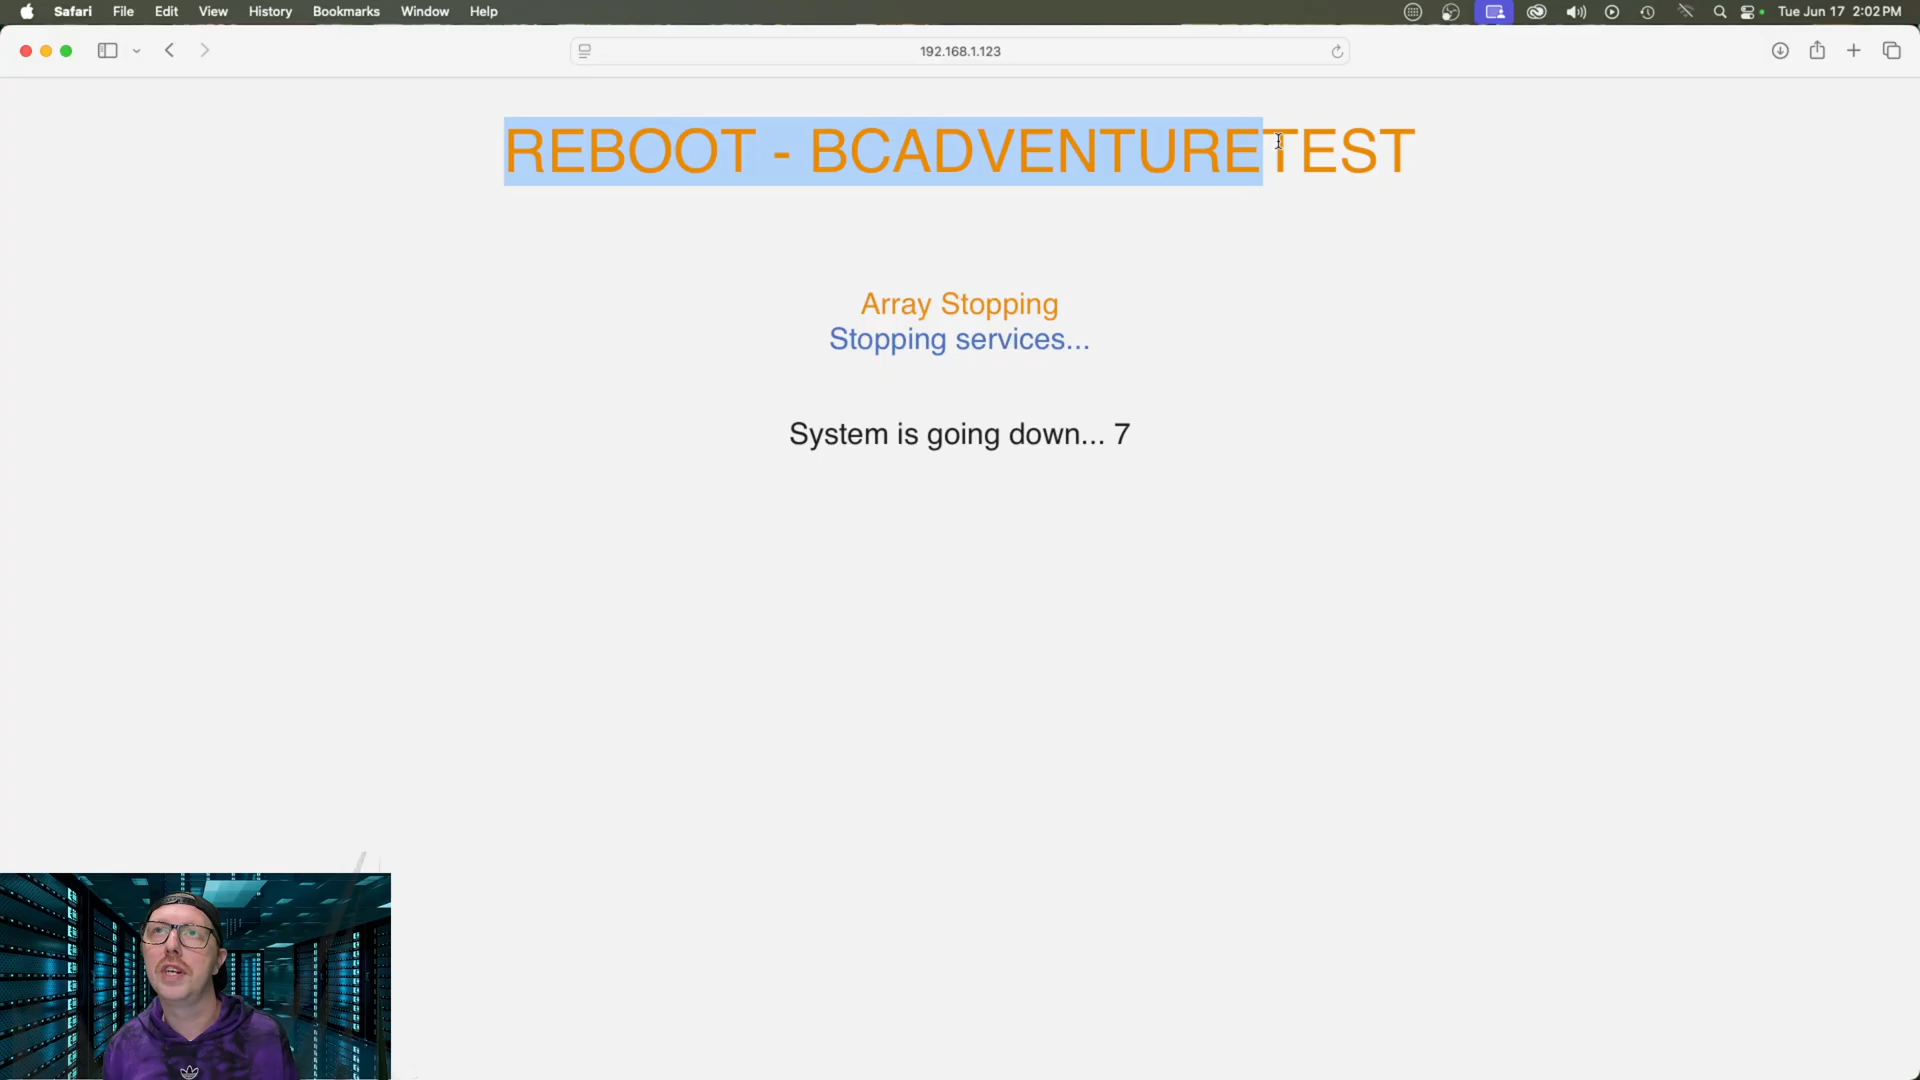 Safari File Edit View History Bookmarks Window Help Tue Jun 17 2:02 PM
192.168.1.123
REBOOT - BCADVENTURETEST
Array Stopping
Stopping services...
System is going down... 7